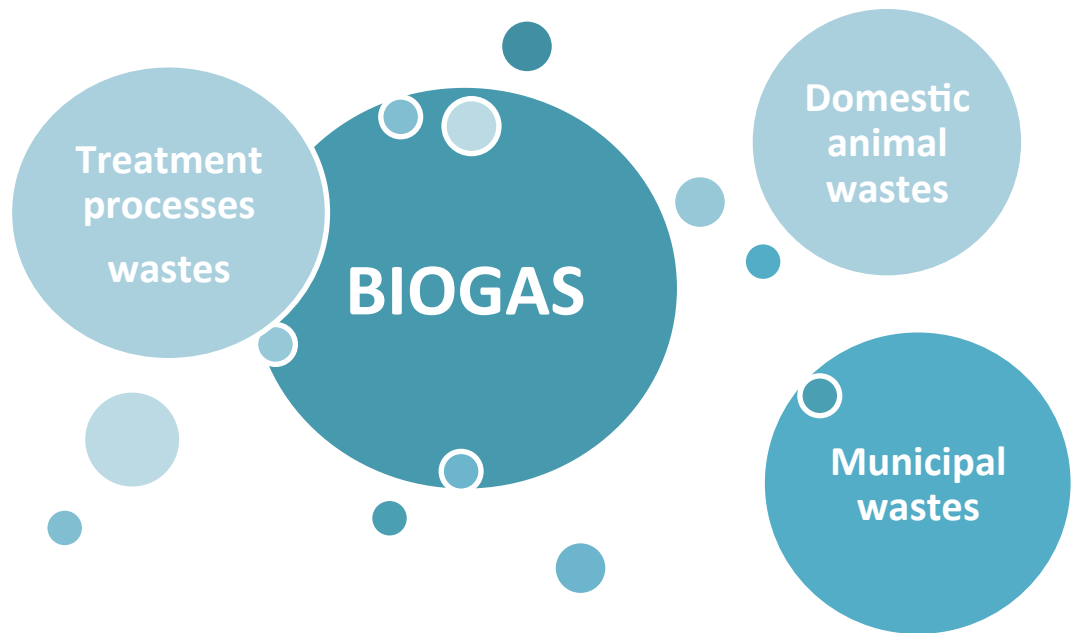 Treatment
processes
wastes
BIOGAS
Domestic
animal
wastes
Municipal
wastes